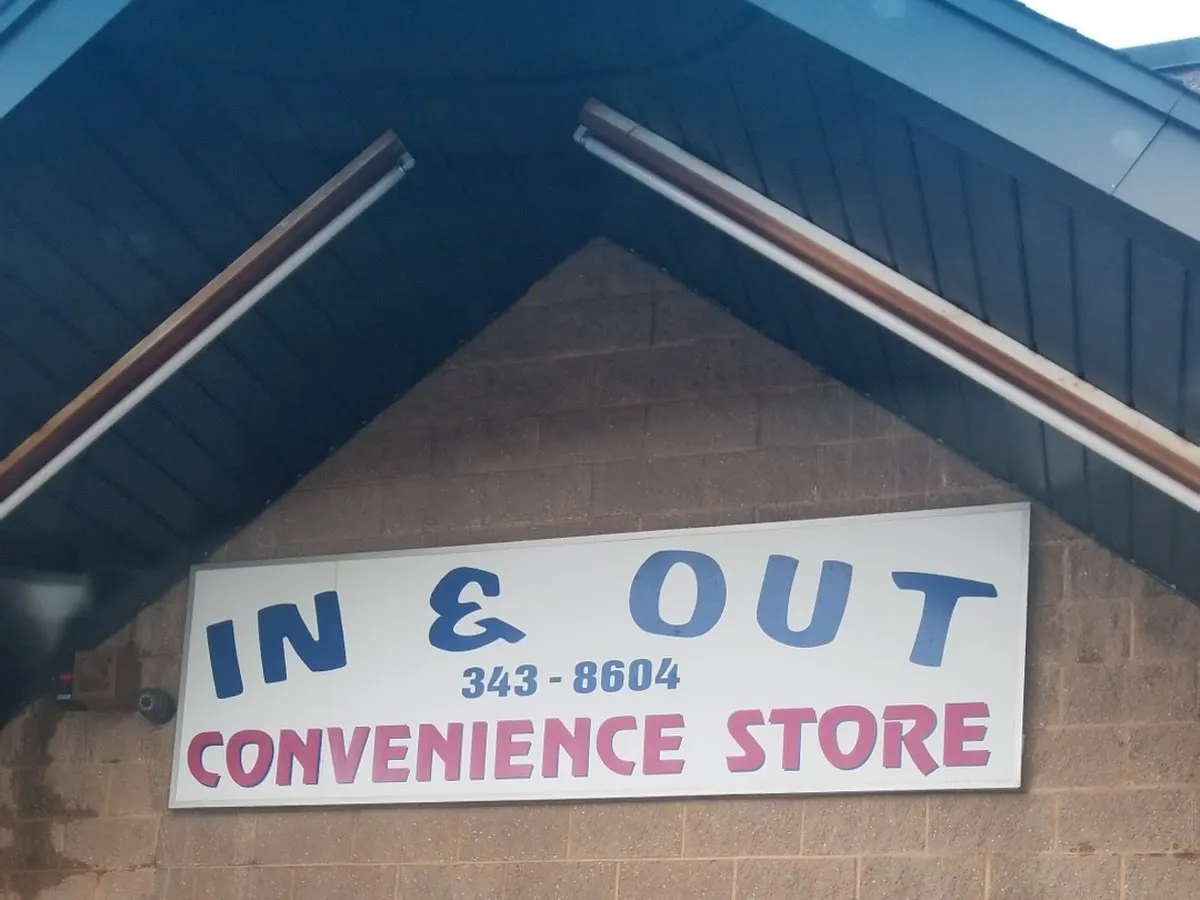 IN & OUT
343-8604
CONVENIENCE STORE